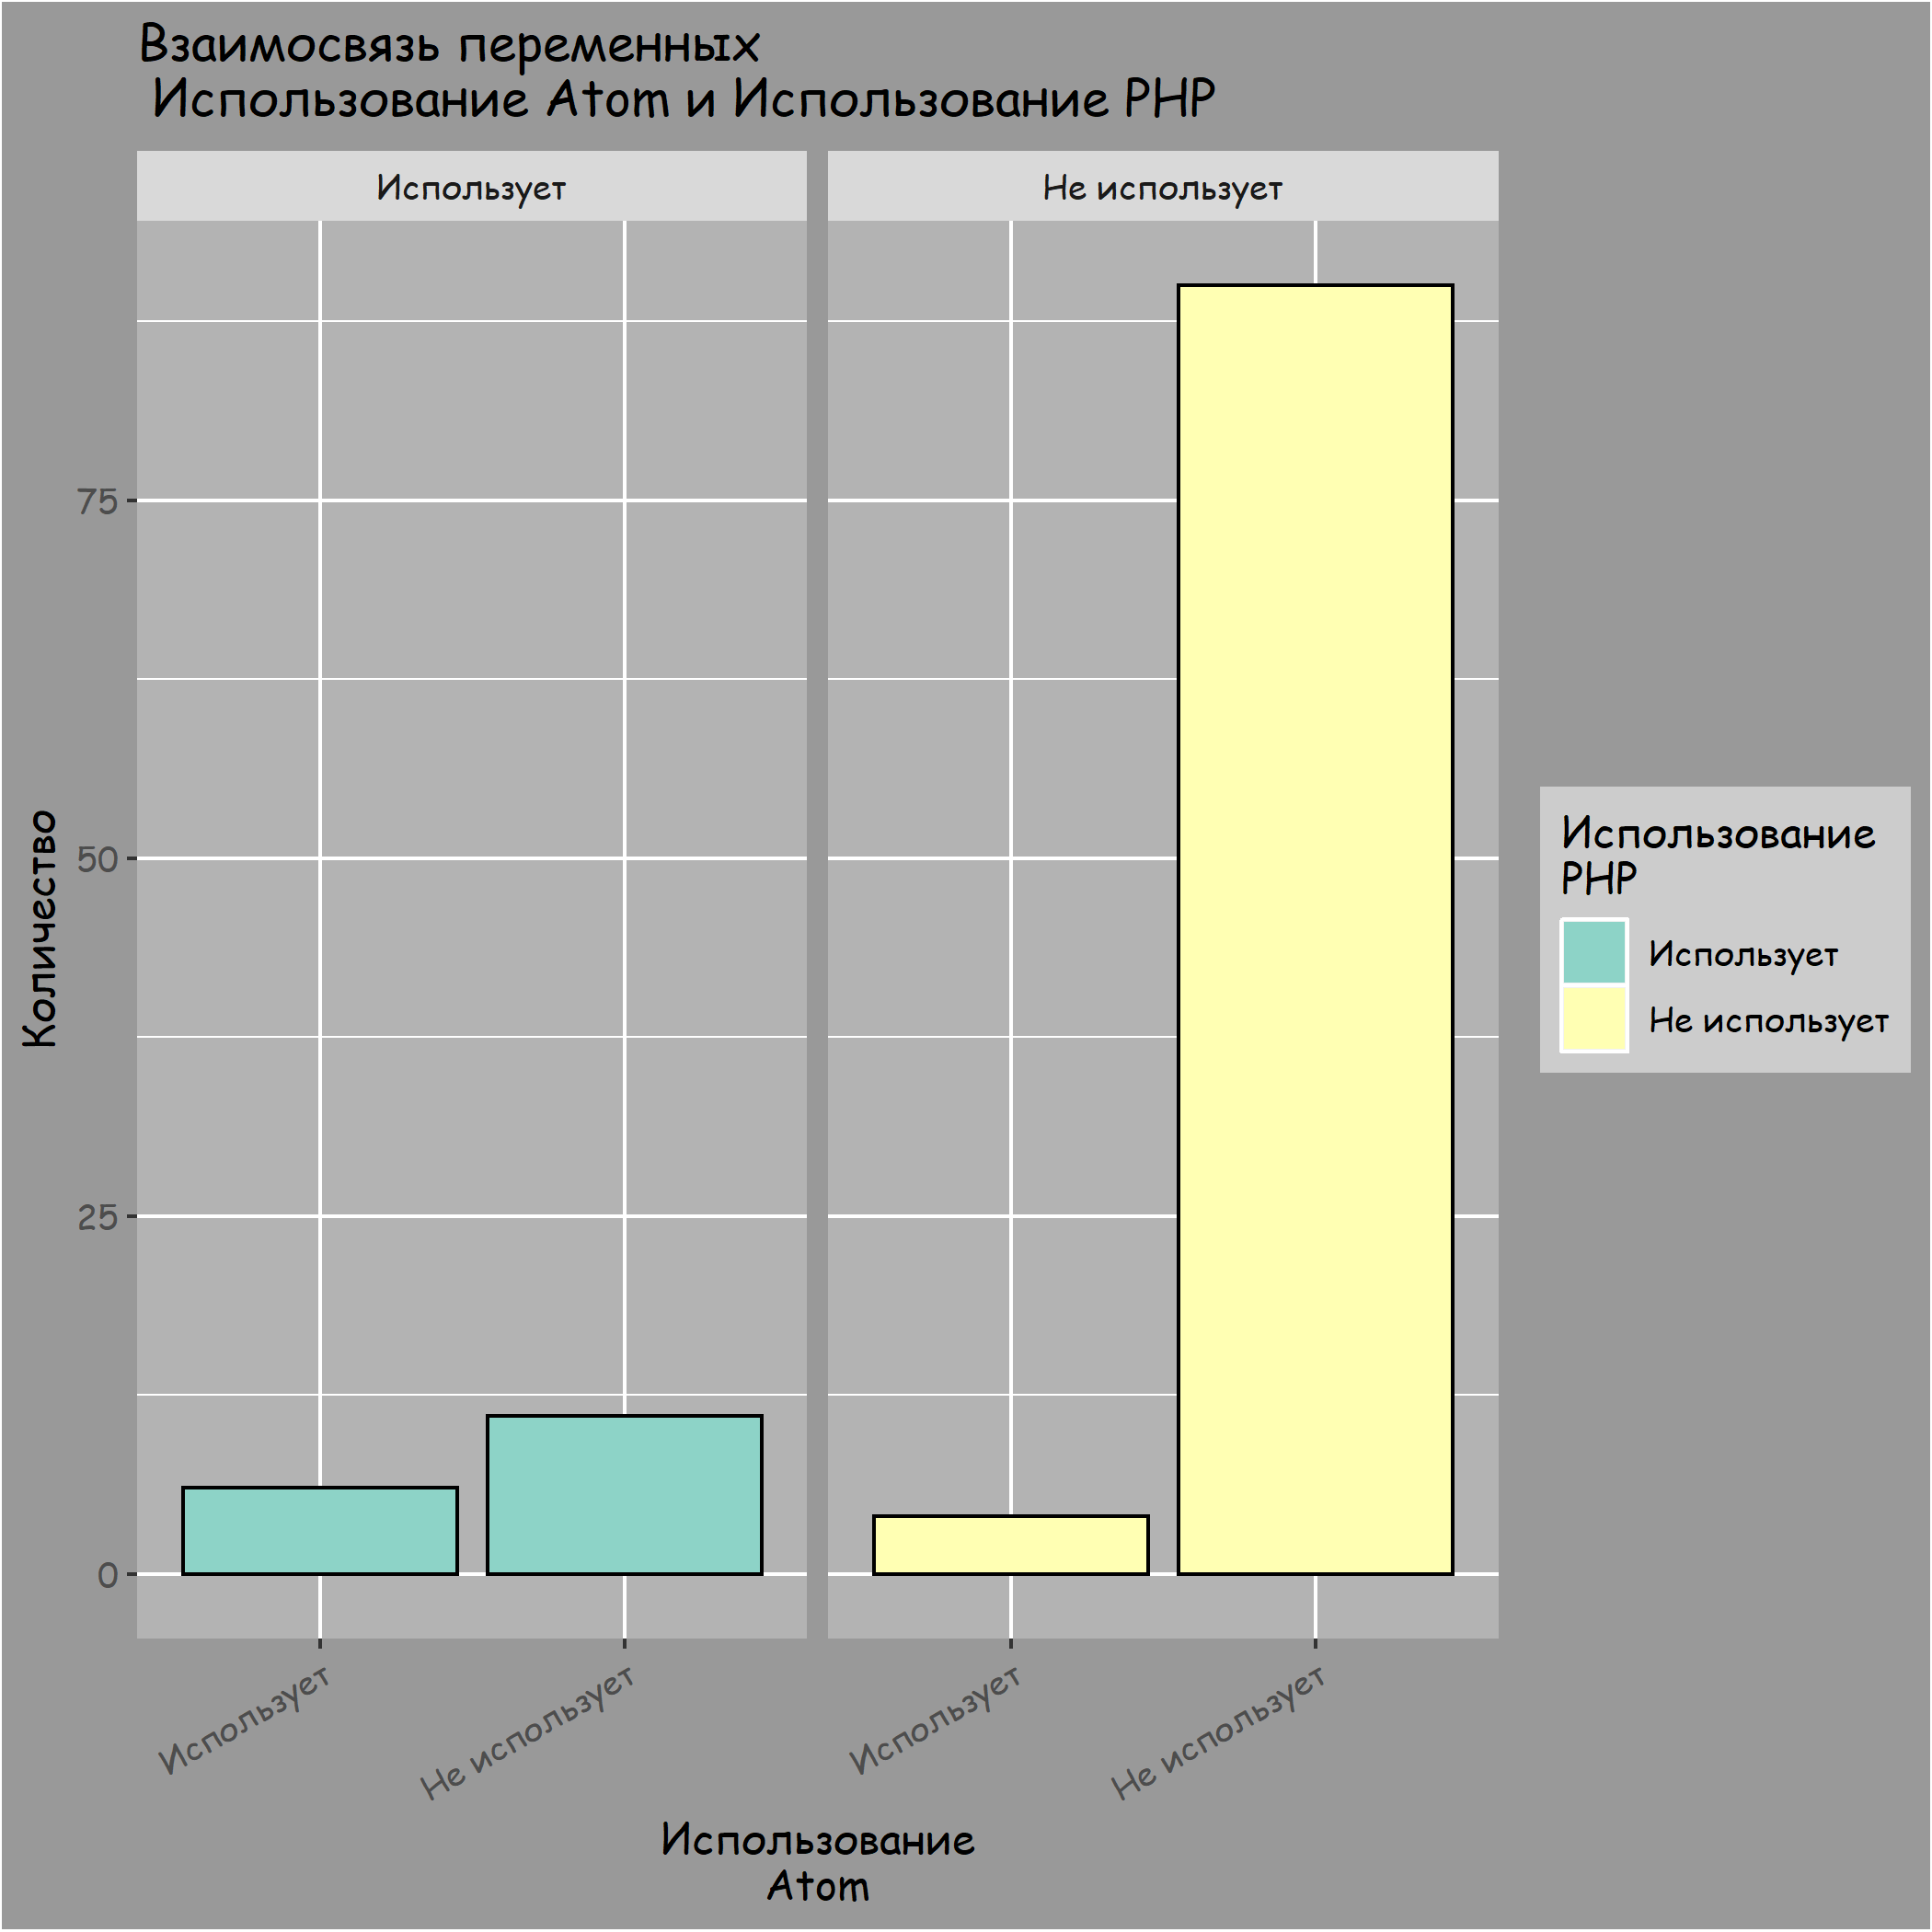 Взаимосвязь переменных
Использование Atom и Использование PHP
Использует
Не использует
Количество
75
50
25
0
Использует
Не использует
Использует
Не использует
Использование
Atom
Использование
PHP
Использует
Не использует